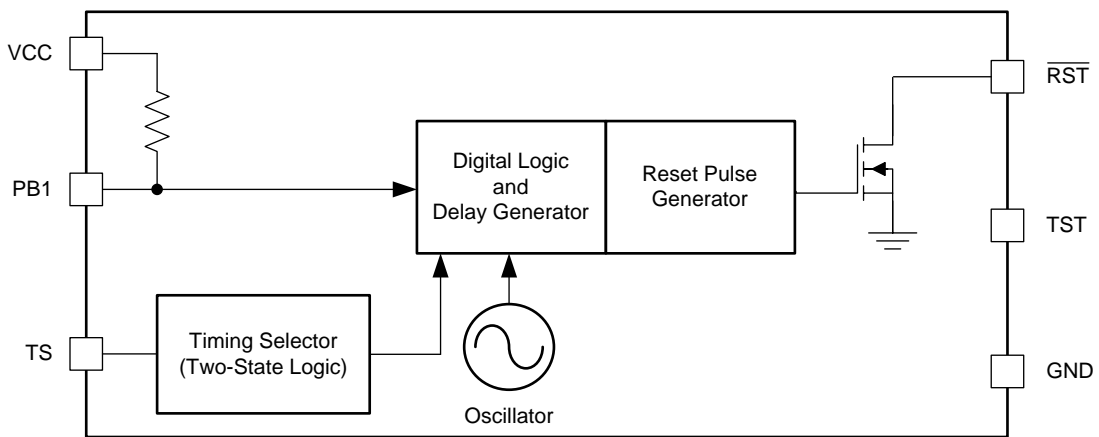 VCC
RST
PB1
Digital Logic
and
Delay Generator
Reset Pulse
Generator
TST
TS
Timing Selector
(Two-State Logic)
GND
Oscillator